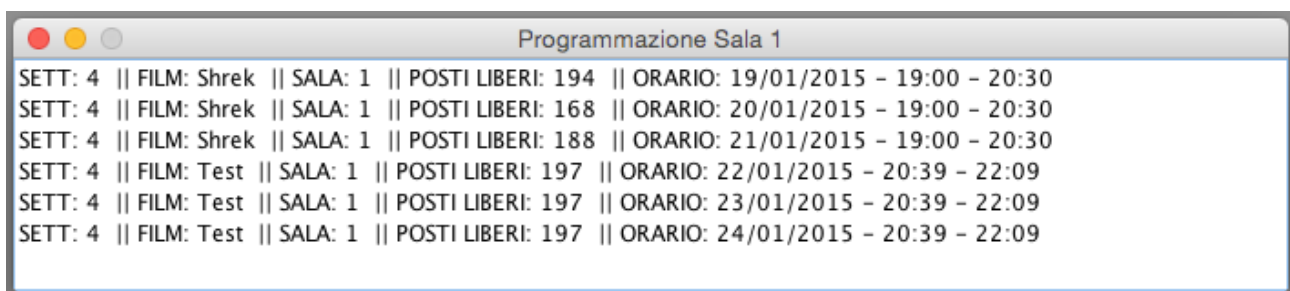 Programmazione Sala 1
SETT: 4 || FILM: Shrek || SALA: 1 || POSTI LIBERI: 194 || ORARIO: 19/01/2015 - 19:00 - 20:30
SETT: 4 || FILM: Shrek || SALA: 1 || POSTI LIBERI: 168 || ORARIO: 20/01/2015 - 19:00 - 20:30
SETT: 4 || FILM: Shrek || SALA: 1 || POSTI LIBERI: 188 || ORARIO: 21/01/2015 - 19:00 - 20:30
SETT: 4 || FILM: Test || SALA: 1 || POSTI LIBERI: 197 || ORARIO: 22/01/2015 - 20:39 - 22:09
SETT: 4 || FILM: Test || SALA: 1 || POSTI LIBERI: 197 || ORARIO: 23/01/2015 - 20:39 - 22:09
SETT: 4 || FILM: Test || SALA: 1 || POSTI LIBERI: 197 || ORARIO: 24/01/2015 - 20:39 - 22:09